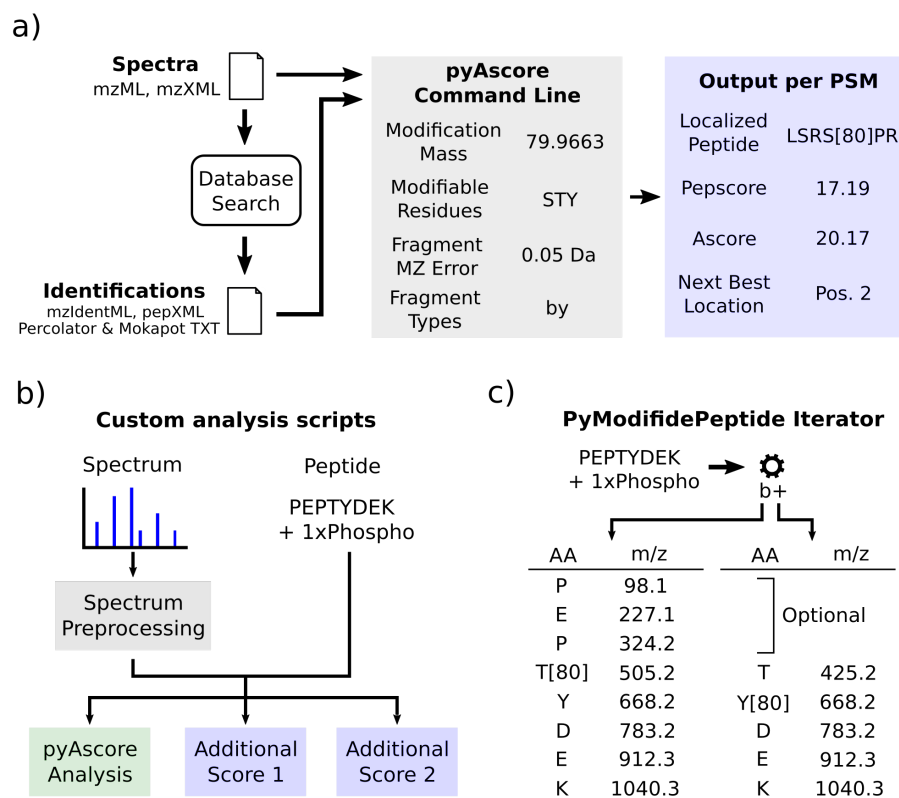 a)
Spectra
mzML, mzXML
Database
Search
Identifications
mzIdentML, pepXML
Percolator & Mokapot TXT
pyAscore
Command Line
Modification
Mass
79.9663
Modifiable
Residues
STY
Fragment
MZ Error
0.05 Da
Fragment
Types
by
Output per PSM
Localized
Peptide
LSRS[80]PR
Pepscore
17.19
Ascore
20.17
Next Best
Location
Pos. 2
b)
Custom analysis scripts
Spectrum
Peptide
PEPTYDEK
+ 1xPhospho
Spectrum
Preprocessing
pyAscore
Analysis
Additional
Score 1
Additional
Score 2
c)
PyModifidePeptide Iterator
PEPTYDEK
+ 1xPhospho
b+
AA m/z
P 98.1
E 227.1
P 324.2
T[80] 505.2
Y 668.2
D 783.2
E 912.3
K 1040.3
AA m/z
Optional
T 425.2
Y[80] 668.2
D 783.2
E 912.3
K 1040.3